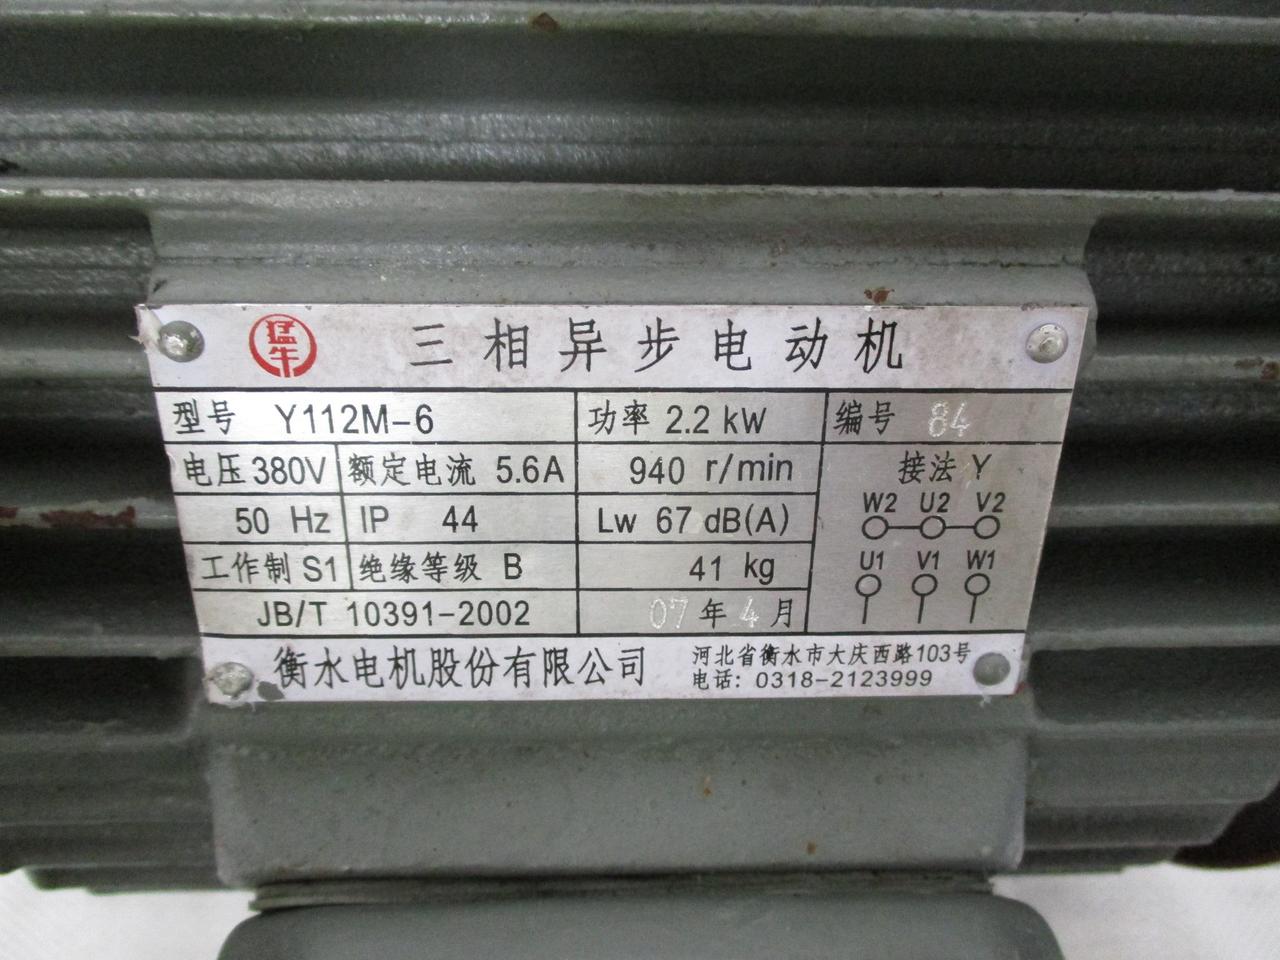 猛牛
三相异步电动机
型号 Y112M-6 功率 2.2 kW 编号 84
电压 380V 额定电流 5.6A 940 r/min 接法 Y
W2 U2 V2
50 Hz IP 44 Lw 67 dB(A)
U1 V1 W1
工作制 S1 绝缘等级 B 41 kg
JB/T 10391-2002 07 年 4 月
衡水电机股份有限公司 河北省衡水市大庆西路103号
电话: 0318-2123999